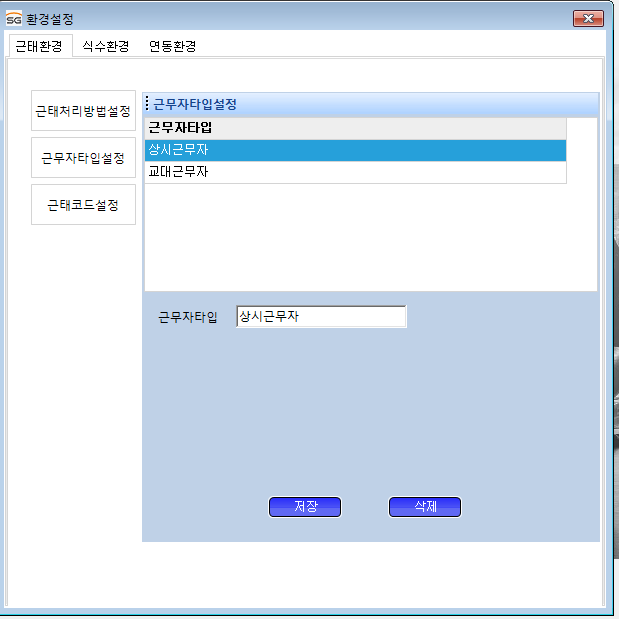 SG 환경설정
근태환경 식수환경 연동환경
근태처리방법설정
근무자타입설정
근태코드설정
근무자타입설정
근무자타입
상시근무자
교대근무자
근무자타입 상시근무자
저장 삭제